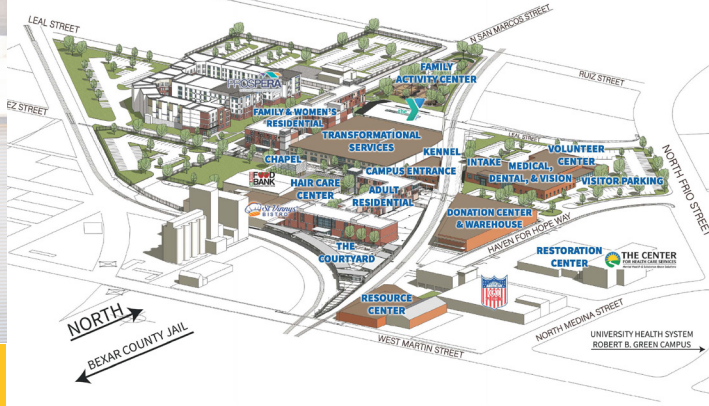 LEAL STREET
N SAN MARCOS STREET
FAMILY
ACTIVITY CENTER
RUIZ STREET
PROSPERA
the
Y
EZ STREET
FAMILY & WOMEN'S
RESIDENTIAL
TRANSFORMATIONAL
SERVICES
LEAL STREET
KENNEL
VOLUNTEER
CENTER
CHAPEL
INTAKE
MEDICAL,
DENTAL, & VISION
CAMPUS ENTRANCE
FOOD
BANK
HAIR CARE
CENTER
VISITOR PARKING
NORTH FRIO STREET
ADULT
RESIDENTIAL
St. Vinny's
BISTRO
DONATION CENTER
& WAREHOUSE
HAVEN FOR HOPE WAY
THE
COURTYARD
RESTORATION
CENTER
THE CENTER
FOR HEALTH CARE SERVICES
RESOURCE
CENTER
NORTH
NORTH MEDINA STREET
WEST MARTIN STREET
UNIVERSITY HEALTH SYSTEM
ROBERT B. GREEN CAMPUS
BEXAR COUNTY JAIL